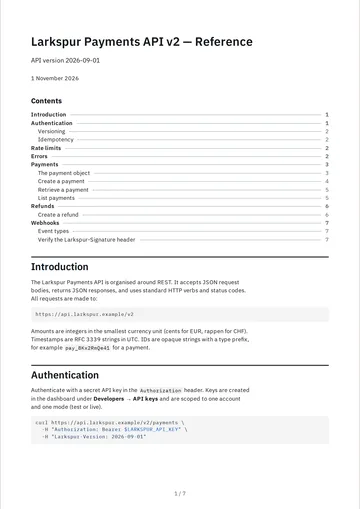 Larkspur Payments API v2 — Reference
API version 2026-09-01
1 November 2026
Contents
Introduction 1
Authentication 1
Versioning 2
Idempotency 2
Rate limits 2
Errors 2
Payments 3
The payment object 3
Create a payment 4
Retrieve a payment 5
List payments 5
Refunds 6
Create a refund 6
Webhooks 7
Event types 7
Verify the Larkspur-Signature header 7
Introduction
The Larkspur Payments API is organised around REST. It accepts JSON request
bodies, returns JSON responses, and uses standard HTTP verbs and status codes.
All requests are made to:
https://api.larkspur.example/v2
Amounts are integers in the smallest currency unit (cents for EUR, rappen for CHF).
Timestamps are RFC 3339 strings in UTC. IDs are opaque strings with a type prefix,
for example pay_8Kx2RmQe41 for a payment.
Authentication
Authenticate with a secret API key in the Authorization header. Keys are created
in the dashboard under Developers → API keys and are scoped to one account
and one mode (test or live).
curl https://api.larkspur.example/v2/payments \
-H "Authorization: Bearer $LARKSPUR_API_KEY" \
-H "Larkspur-Version: 2026-09-01"
1 / 7